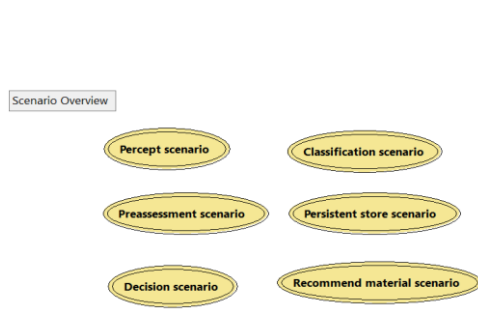 Scenario Overview
Percept scenario
Classification scenario
Preassessment scenario
Persistent store scenario
Decision scenario
Recommend material scenario